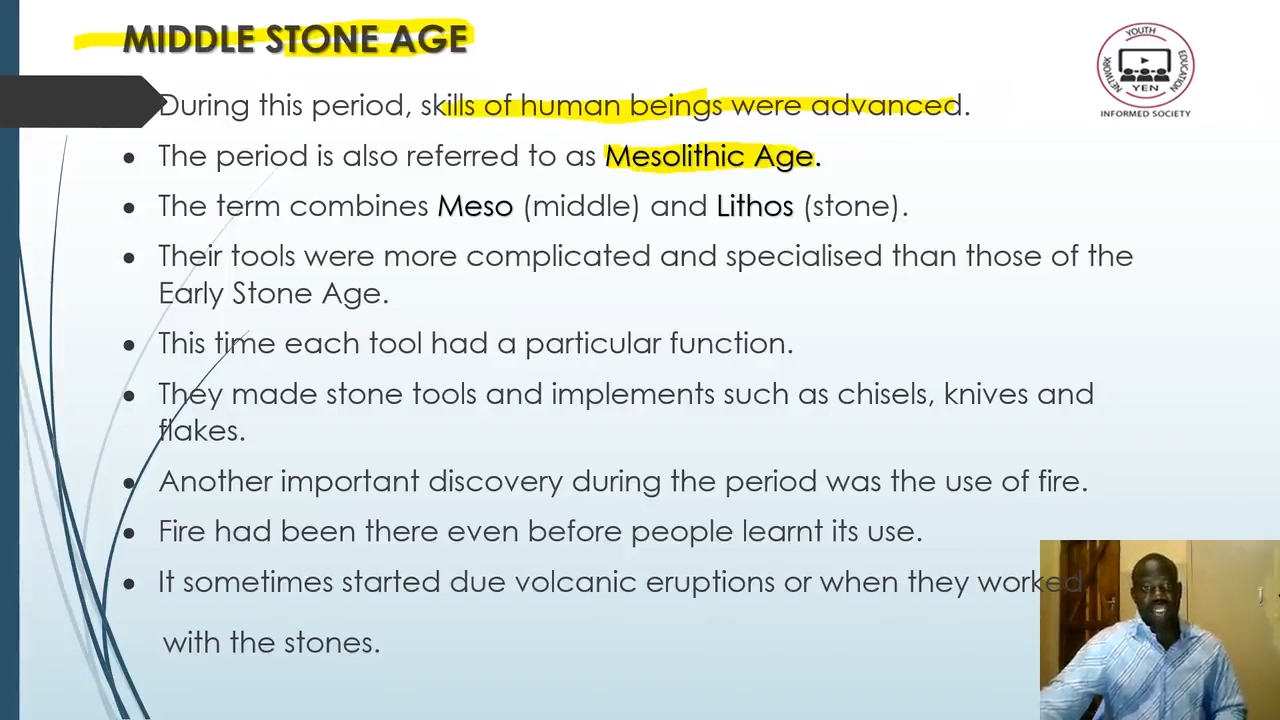 MIDDLE STONE AGE
YOUTH
EDUCATION
NETWORK
YEN
INFORMED SOCIETY
During this period, skills of human beings were advanced.
• The period is also referred to as Mesolithic Age.
• The term combines Meso (middle) and Lithos (stone).
• Their tools were more complicated and specialised than those of the
Early Stone Age.
• This time each tool had a particular function.
• They made stone tools and implements such as chisels, knives and
flakes.
• Another important discovery during the period was the use of fire.
• Fire had been there even before people learnt its use.
• It sometimes started due volcanic eruptions or when they worked
with the stones.